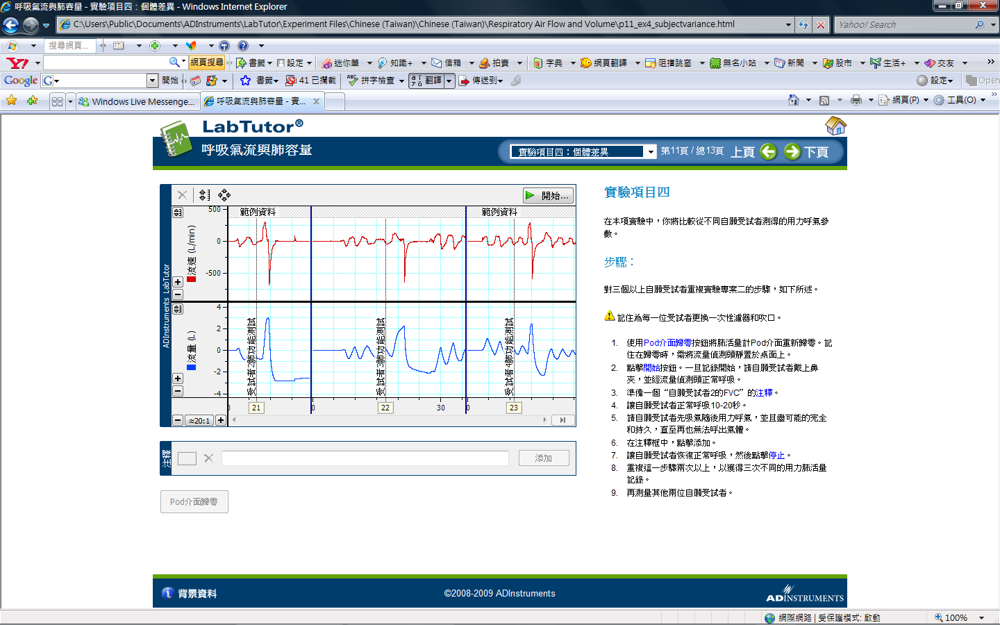 呼吸氣流與肺容量 - 實驗項目四：個體差異 - Windows Internet Explorer
C:\Users\Public\Documents\ADInstruments\LabTutor\Experiment Files\Chinese (Taiwan)\Chinese (Taiwan)\Respiratory Air Flow and Volume\p11_ex4_subjectvariance.html
Yahoo! Search
搜尋網頁...
Y! 網頁搜尋 書籤 設定 迷你筆 知識+ 信箱 拍賣 字典 網頁翻譯 阻擋跳窗 無名小站 新聞 股市 生活+ 交友 »
Google G 開始 書籤 41 已攔截 拼字檢查 翻譯 傳送到 設定 Open
Windows Live Messenge... 呼吸氣流與肺容量 - 實... 網頁(P) 工具(O) »
LabTutor®
呼吸氣流與肺容量
實驗項目四：個體差異 第11頁 / 總13頁 上頁 下頁
開始...
範例資料 範例資料
500
0
-500
流速 (L/min)
ADInstruments LabTutor
4
2
0
-2
-4
流量 (L)
受試者2肺功能測試
受試者3肺功能測試
受試者4肺功能測試
0 21 0 22 30 0 23
≈20:1
注釋
添加
Pod介面歸零
實驗項目四
在本項實驗中，你將比較從不同自願受試者測得的用力呼氣參
數。
步驟：
對三個以上自願受試者重複實驗專案二的步驟，如下所述。
記住為每一位受試者更換一次性濾器和吹口。
1. 使用Pod介面歸零按鈕將肺活量計Pod介面重新歸零。記
住在歸零時，需將流量偵測頭靜置於桌面上。
2. 點擊開始按鈕。一旦記錄開始，請自願受試者戴上鼻
夾，並經流量偵測頭正常呼吸。
3. 準備一個“自願受試者2的FVC”的注釋。
4. 讓自願受試者正常呼吸10-20秒。
5. 請自願受試者先吸氣隨後用力呼氣，並且盡可能的完全
和持久，直至再也無法呼出氣體。
6. 在注釋框中，點擊添加。
7. 讓自願受試者恢復正常呼吸，然後點擊停止。
8. 重複這一步驟兩次以上，以獲得三次不同的用力肺活量
記錄。
9. 再測量其他兩位自願受試者。
背景資料
©2008-2009 ADInstruments
ADINSTRUMENTS
網際網路 | 受保護模式: 啟動
100%